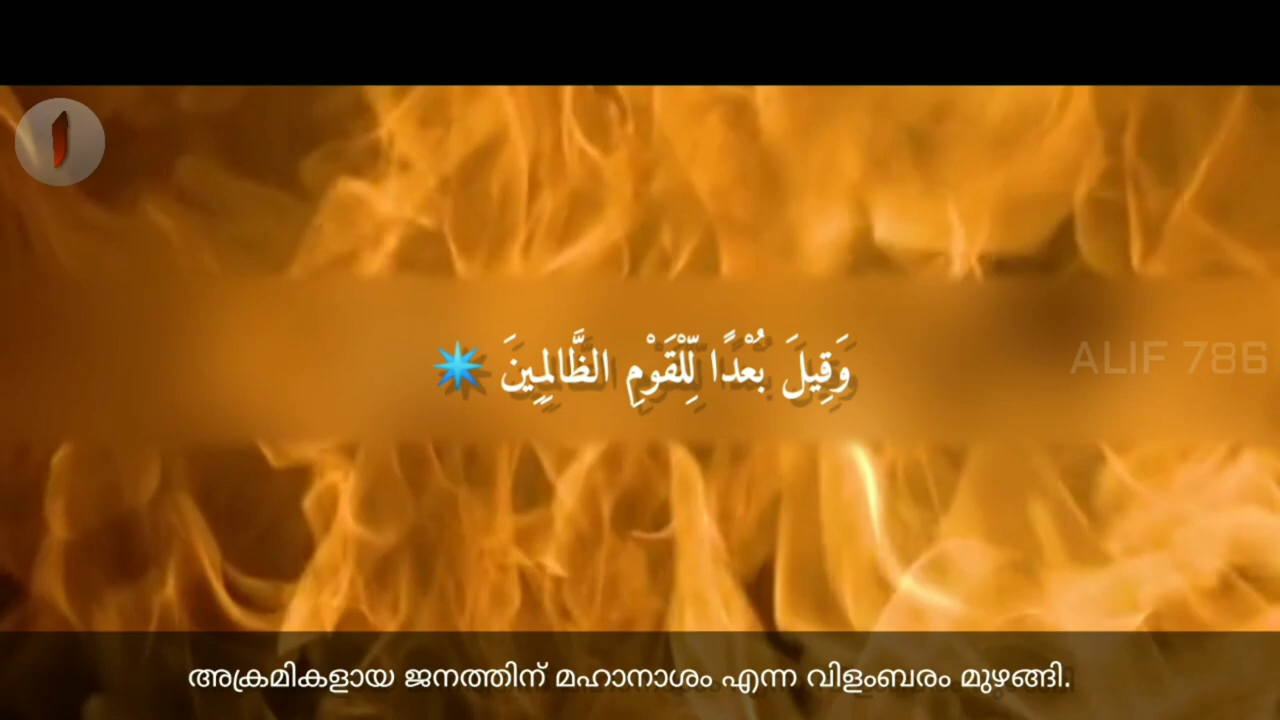 ALIF 786
وَقِيلَ بُعْدًا لِّلْقَوْمِ الظَّالِمِينَ
അക്രമികളായ ജനത്തിന് മഹാനാശം എന്ന വിളംബരം മുഴങ്ങി.